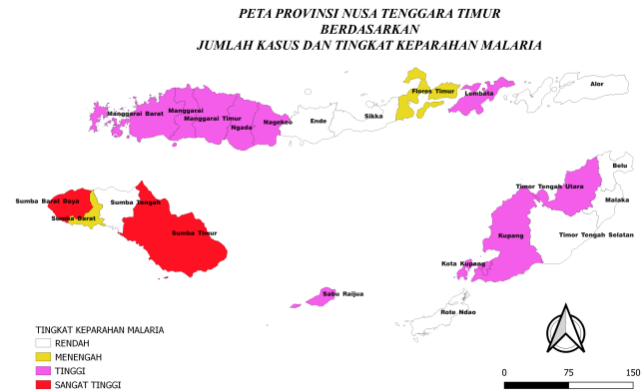 PETA PROVINSI NUSA TENGGARA TIMUR
BERDASARKAN
JUMLAH KASUS DAN TINGKAT KEPARAHAN MALARIA
Alor
Flores Timur
Lembata
Manggarai Barat
Manggarai
Manggarai Timur
Ngada
Nagekeo
Ende
Sikka
Belu
Timor Tengah Utara
Malaka
Sumba Barat Daya
Sumba Tengah
Sumba Barat
Sumba Timur
Kupang
Timor Tengah Selatan
Kota Kupang
Sabu Raijua
Rote Ndao
TINGKAT KEPARAHAN MALARIA
RENDAH
MENENGAH
TINGGI
SANGAT TINGGI
0 75 150